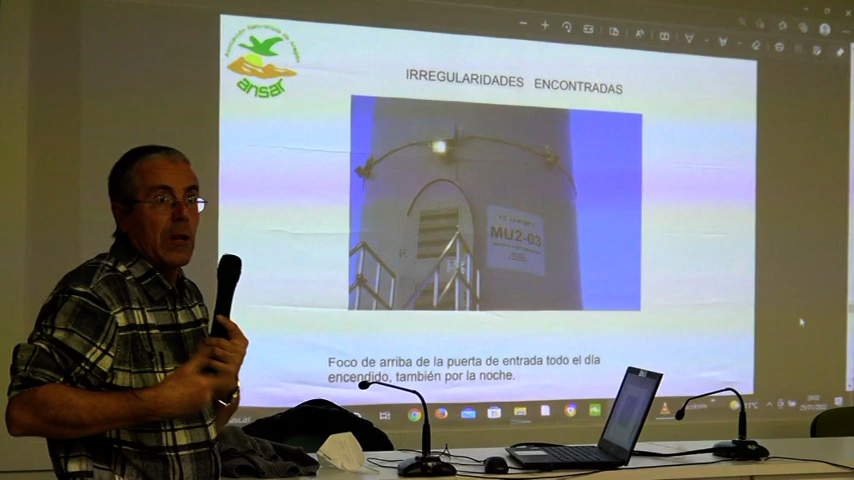 ansar
IRREGULARIDADES ENCONTRADAS
MU2-03
Foco de arriba de la puerta de entrada todo el día
encendido, también por la noche.